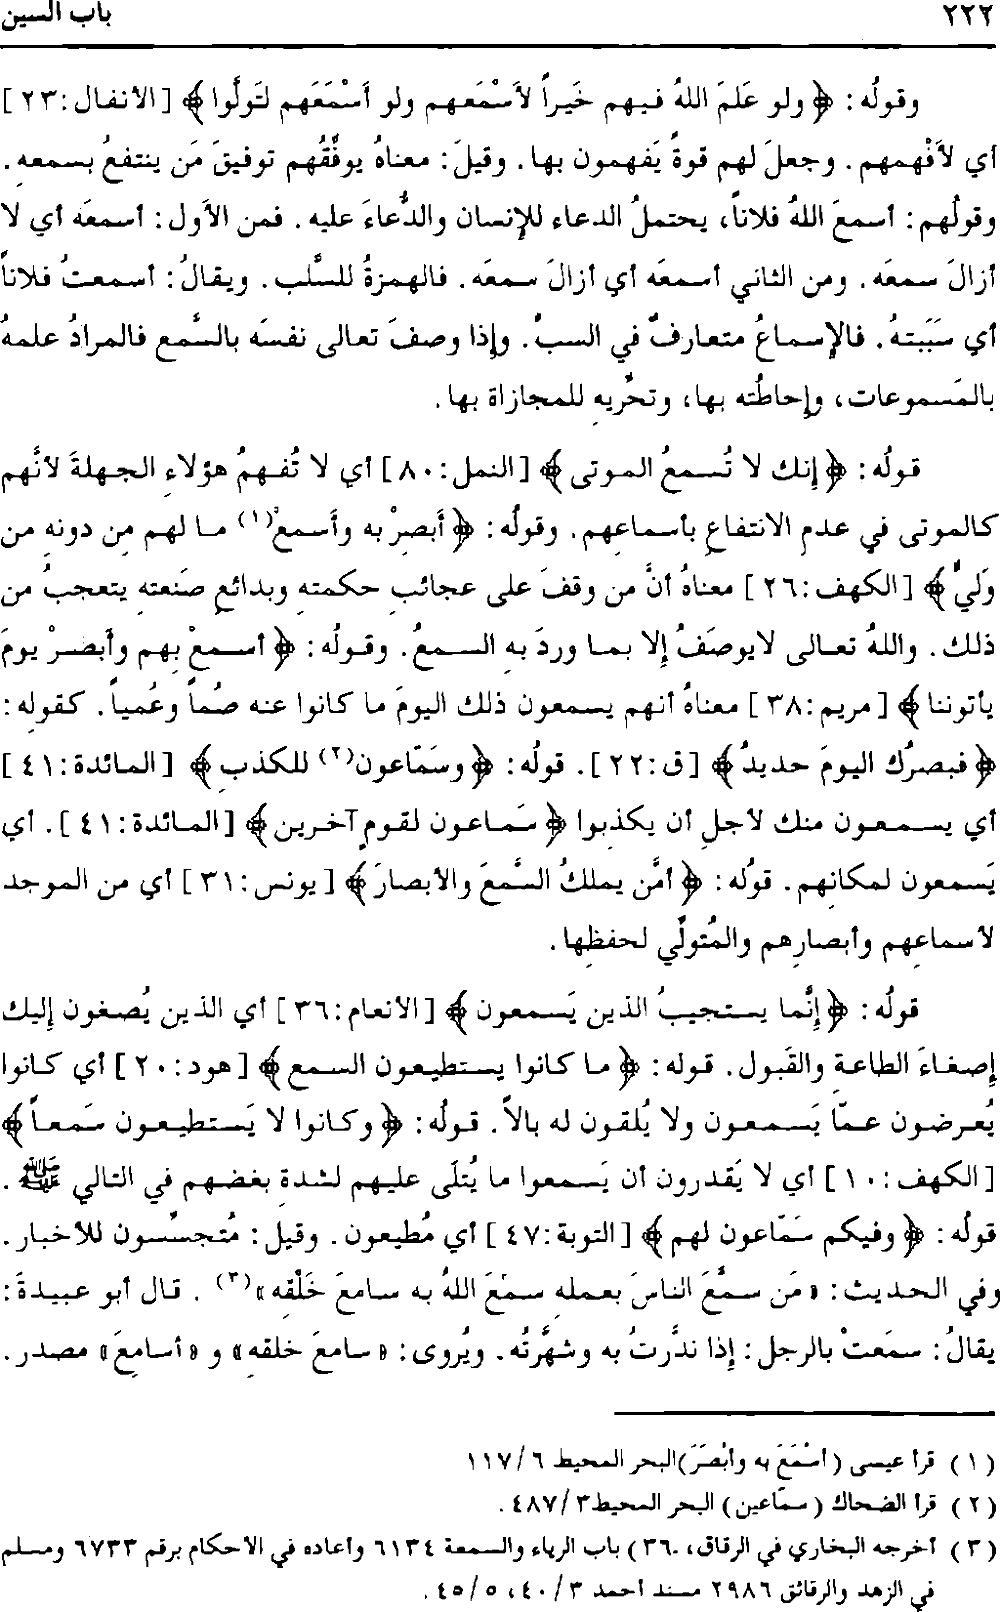 ٢٢٢ باب السين
وقولُه: ﴿ ولو عَلمَ اللهُ فيهم خَيراً لأَسْمَعهم ولو أَسْمَعَهم لتَولَّوا ﴾ [الأنفال: ٢٣]
أي لأَفْهمهم. وجعلَ لهم قوةً يَفهمون بها. وقيلَ: معناهُ يوفِّقُهم توفيقَ مَن ينتفعُ بسمعهِ.
وقولُهم: أسمعَ اللهُ فلاناً، يحتملُ الدعاء للإنسان والدُّعاءَ عليه. فمن الأَول: أسمعَه أي لا
أزالَ سمعَه. ومن الثاني أسمعَه أي أزالَ سمعَه. فالهمزةُ للسَّلب. ويقالُ: أسمعتُ فلاناً
أي سَبَبتهُ. فالإسماعُ متعارفٌ في السبّ. وإذا وصفَ تعالى نفسَه بالسَّمع فالمرادُ علمهُ
بالمَسموعات، وإحاطتُه بها، وتحرِّيهِ للمجازاة بها.
قولُه: ﴿ إنك لا تُسمعُ الموتى ﴾ [النمل: ٨٠] أي لا تُفهمُ هؤلاءِ الجهلةَ لأنَّهم
كالموتى في عدمِ الانتفاعِ بأسماعِهم. وقولُه: ﴿ أَبصرْ به وأَسمعْ(١) ما لهم مِن دونهِ من
وَليٍّ ﴾ [الكهف: ٢٦] معناهُ أنَّ من وقفَ على عجائبِ حكمتهِ وبدائعِ صَنعتهِ يتعجبُ من
ذلك. واللهُ تعالى لايوصَفُ إلا بما وردَ به السمعُ. وقولُه: ﴿ أسمعْ بهم وأَبصرْ يومَ
يأتوننا ﴾ [مريم: ٣٨] معناهُ أنهم يسمعون ذلك اليومَ ما كانوا عنه صُماً وعُمياً. كقوله:
﴿ فبصرُك اليومَ حديدٌ ﴾ [ق: ٢٢]. قولُه: ﴿ وسَمّاعون(٢) للكذبِ ﴾ [المائدة: ٤١]
أي يسمعون منك لأجلِ أن يكذبوا ﴿ سَماعون لقومٍ آخرين ﴾ [المائدة: ٤١]. أي
يَسمعون لمكانِهم. قولُه: ﴿ أمَّن يملكُ السَّمعَ والأبصارَ ﴾ [يونس: ٣١] أي من الموجد
لأسماعِهم وأبصارِهم والمُتولِّي لحفظِها.
قولُه: ﴿ إنَّما يستجيبُ الذين يَسمعون ﴾ [الأنعام: ٣٦] أي الذين يُصغون إليك
إصغاءَ الطاعةِ والقَبول. قوله: ﴿ ما كانوا يستطيعون السمع ﴾ [هود: ٢٠] أي كانوا
يُعرضون عمّا يَسمعون ولا يُلقون له بالاً. قولُه: ﴿ وكانوا لا يَستطيعون سَمعاً ﴾
[الكهف: ١٠] أي لا يَقدرون أن يَسمعوا ما يُتلَى عليهم لشدةِ بغضهم في التالي ﷺ.
قولُه: ﴿ وفيكم سَمّاعون لهم ﴾ [التوبة: ٤٧] أي مُطيعون. وقيل: مُتجسِّسون للأخبار.
وفي الحديث: «مَن سمَّعَ الناسَ بعملهِ سمَّعَ اللهُ به سامعَ خَلْقه»(٣). قال أبو عبيدةَ:
يقالُ: سمَعتْ بالرجل: إذا ندَّرتُ به وشهَّرتُه. ويُروى: «سامعَ خلقهِ» و «أسامعَ» مصدر.
(١) قرأ عيسى (أسْمَعَ به وأبْصَرَ) البحر المحيط ٦/ ١١٧
(٢) قرأ الضحاك (سمّاعين) البحر المحيط ٣/ ٤٨٧.
(٣) أخرجه البخاري في الرقاق، ٣٦.) باب الرياء والسمعة ٦١٣٤ وأعاده في الأحكام برقم ٦٧٣٣ ومسلم
في الزهد والرقائق ٢٩٨٦ مسند أحمد ٣/ ٤٠، ٥/ ٤٥.